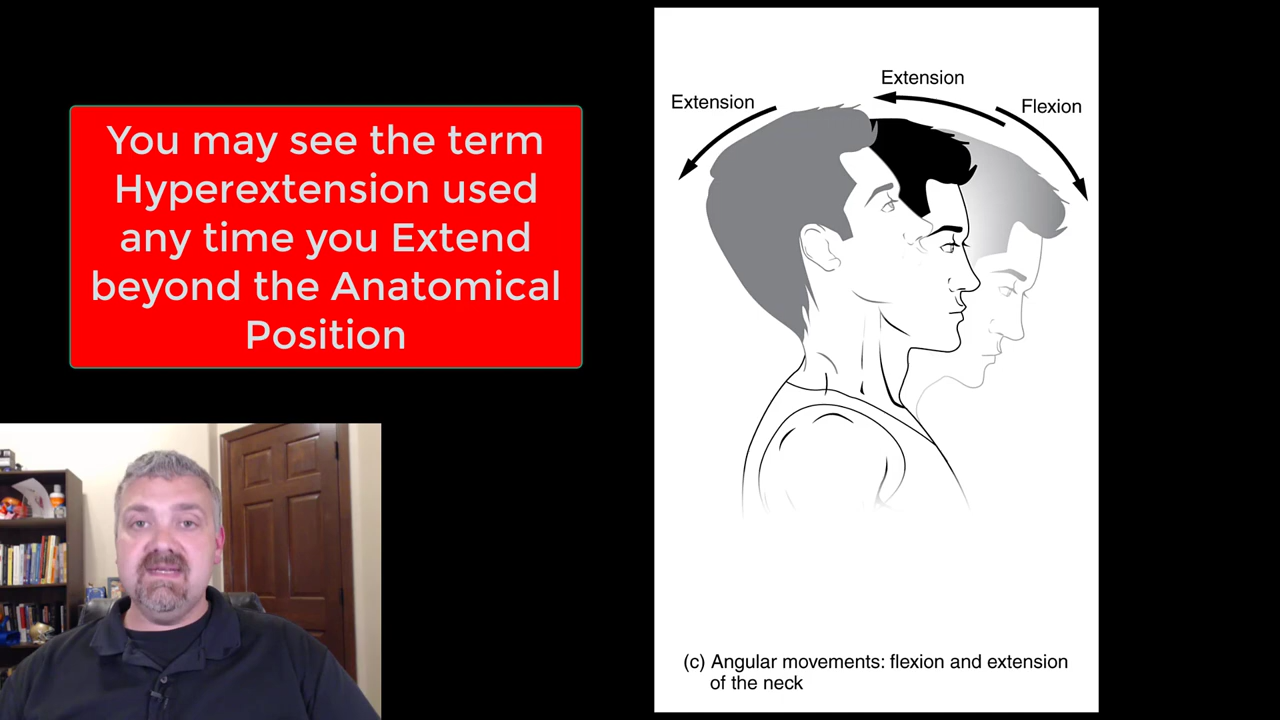 You may see the term
Hyperextension used
any time you Extend
beyond the Anatomical
Position
Extension
Extension
Flexion
(c) Angular movements: flexion and extension
of the neck